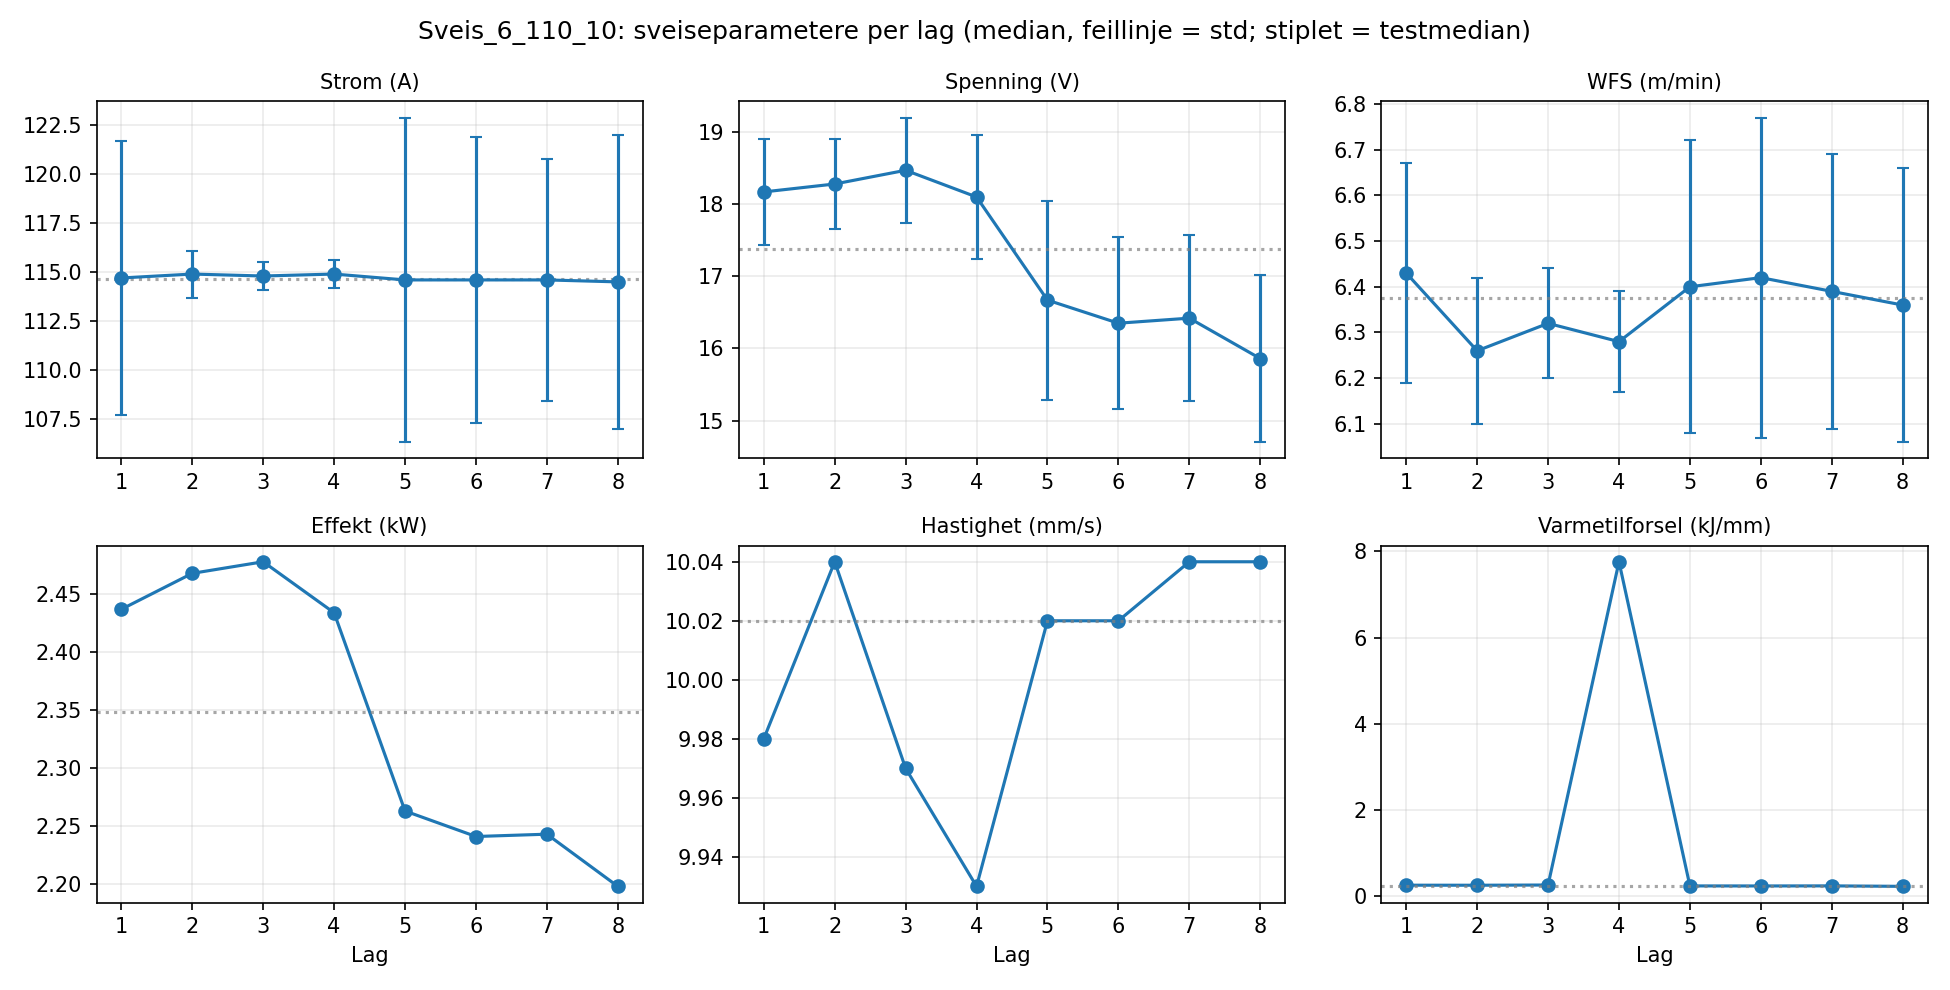 Sveis_6_110_10: sveiseparametere per lag (median, feillinje = std; stiplet = testmedian)
Strom (A)
122.5
120.0
117.5
115.0
112.5
110.0
107.5
1 2 3 4 5 6 7 8
Spenning (V)
19
18
17
16
15
1 2 3 4 5 6 7 8
WFS (m/min)
6.8
6.7
6.6
6.5
6.4
6.3
6.2
6.1
1 2 3 4 5 6 7 8
Effekt (kW)
2.45
2.40
2.35
2.30
2.25
2.20
1 2 3 4 5 6 7 8
Lag
Hastighet (mm/s)
10.04
10.02
10.00
9.98
9.96
9.94
1 2 3 4 5 6 7 8
Lag
Varmetilforsel (kJ/mm)
8
6
4
2
0
1 2 3 4 5 6 7 8
Lag